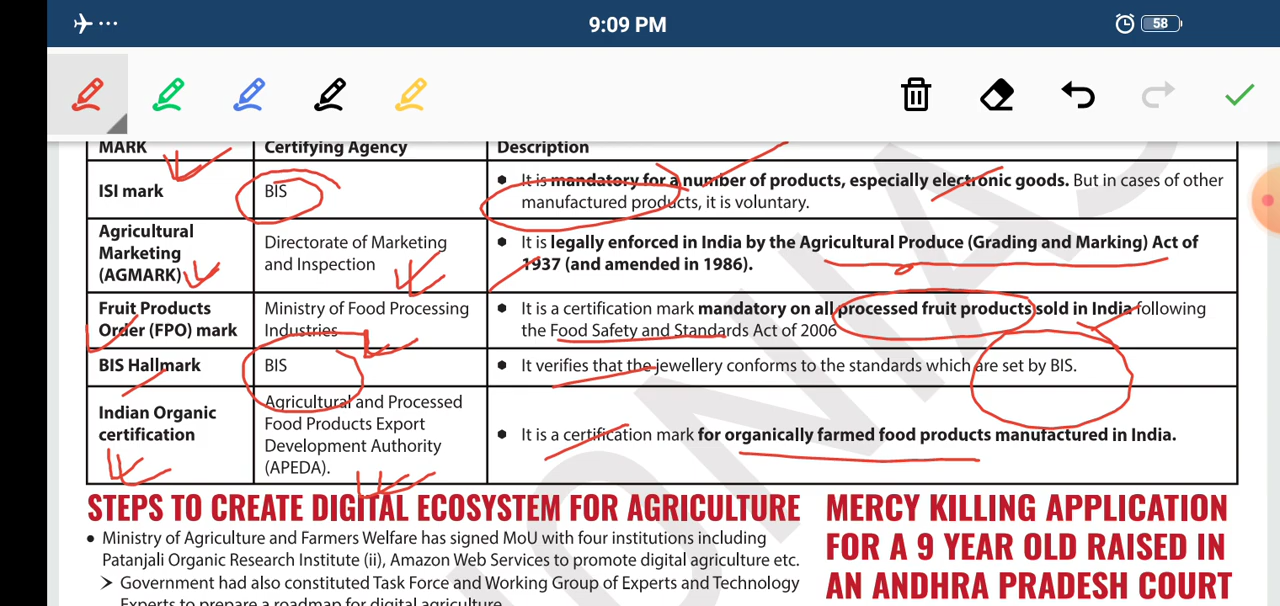 9:09 PM
58
MARK
Certifying Agency
Description
ISI mark
BIS
• It is mandatory for a number of products, especially electronic goods. But in cases of other
manufactured products, it is voluntary.
Agricultural
Marketing
(AGMARK)
Directorate of Marketing
and Inspection
• It is legally enforced in India by the Agricultural Produce (Grading and Marking) Act of
1937 (and amended in 1986).
Fruit Products
Order (FPO) mark
Ministry of Food Processing
Industries
• It is a certification mark mandatory on all processed fruit products sold in India following
the Food Safety and Standards Act of 2006
BIS Hallmark
BIS
• It verifies that the jewellery conforms to the standards which are set by BIS.
Indian Organic
certification
Agricultural and Processed
Food Products Export
Development Authority
(APEDA).
• It is a certification mark for organically farmed food products manufactured in India.
STEPS TO CREATE DIGITAL ECOSYSTEM FOR AGRICULTURE
• Ministry of Agriculture and Farmers Welfare has signed MoU with four institutions including
Patanjali Organic Research Institute (ii), Amazon Web Services to promote digital agriculture etc.
➢ Government had also constituted Task Force and Working Group of Experts and Technology
Experts to prepare a roadmap for digital agriculture
MERCY KILLING APPLICATION
FOR A 9 YEAR OLD RAISED IN
AN ANDHRA PRADESH COURT